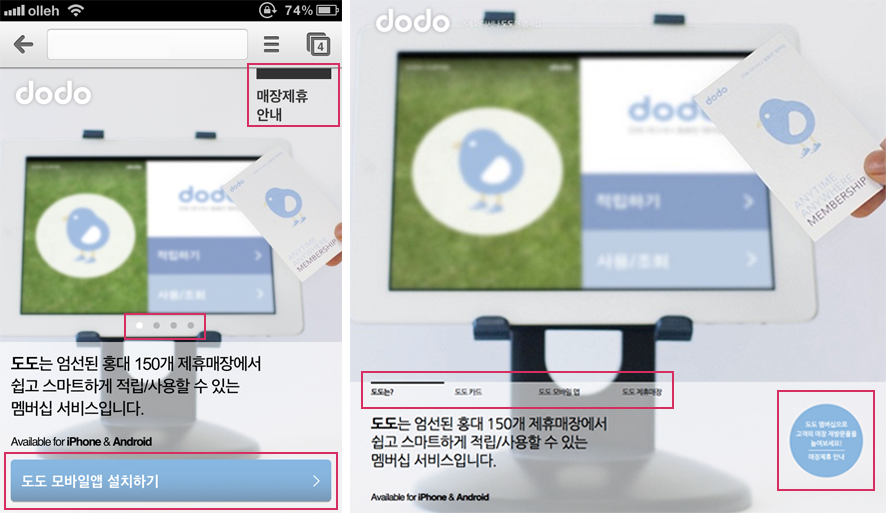 olleh
74%
4
dodo
매장제휴
안내
dodo
적립하기
사용/조회
dodo
ANYTIME
ANYWHERE
MEMBERSHIP
도도는 엄선된 홍대 150개 제휴매장에서
쉽고 스마트하게 적립/사용할 수 있는
멤버십 서비스입니다.
Available for iPhone & Android
도도 모바일앱 설치하기
dodo
dodo
적립하기
사용/조회
dodo
ANYTIME
ANYWHERE
MEMBERSHIP
도도는?
도도 카드
도도 모바일 앱
도도 제휴매장
도도는 엄선된 홍대 150개 제휴매장에서
쉽고 스마트하게 적립/사용할 수 있는
멤버십 서비스입니다.
Available for iPhone & Android
도도 멤버십으로
고객의 매장 재방문율을
높여보세요!
매장제휴 안내